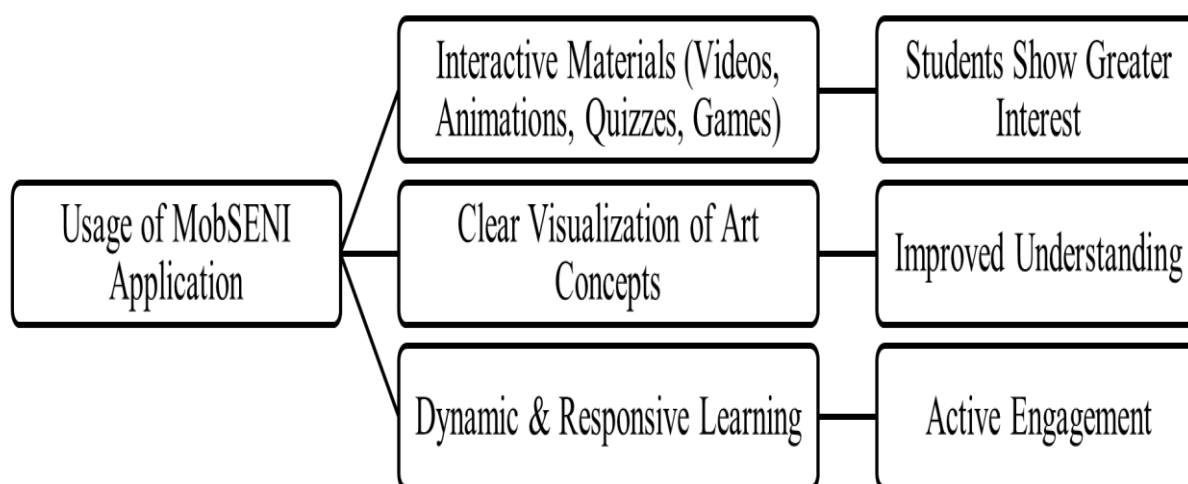 Usage of MobSENI
Application
Interactive Materials (Videos,
Animations, Quizzes, Games)
Students Show Greater
Interest
Clear Visualization of Art
Concepts
Improved Understanding
Dynamic & Responsive Learning
Active Engagement